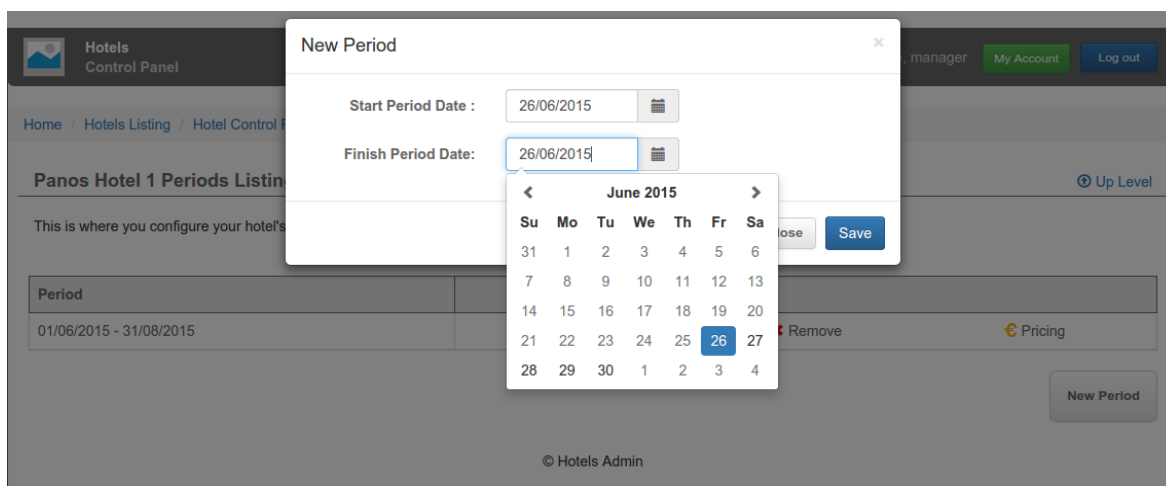 Hotels
Control Panel
New Period
×
, manager
My Account
Log out
Start Period Date :
26/06/2015
Home / Hotels Listing / Hotel Control
Finish Period Date:
26/06/2015
Panos Hotel 1 Periods Listin
Up Level
June 2015
Su Mo Tu We Th Fr Sa
This is where you configure your hotel's
lose
Save
31 1 2 3 4 5 6
7 8 9 10 11 12 13
Period
14 15 16 17 18 19 20
01/06/2015 - 31/08/2015
Remove
€ Pricing
21 22 23 24 25 26 27
28 29 30 1 2 3 4
New Period
© Hotels Admin